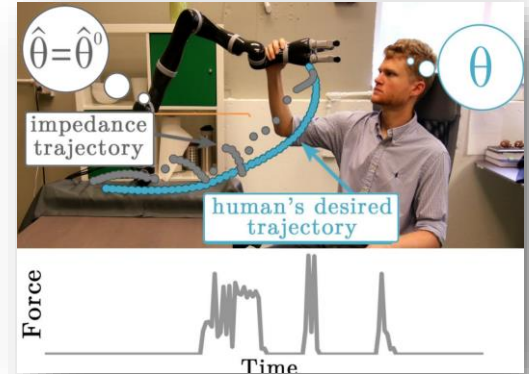 θ̂=θ̂⁰
θ
impedance
trajectory
human's desired
trajectory
Force
Time